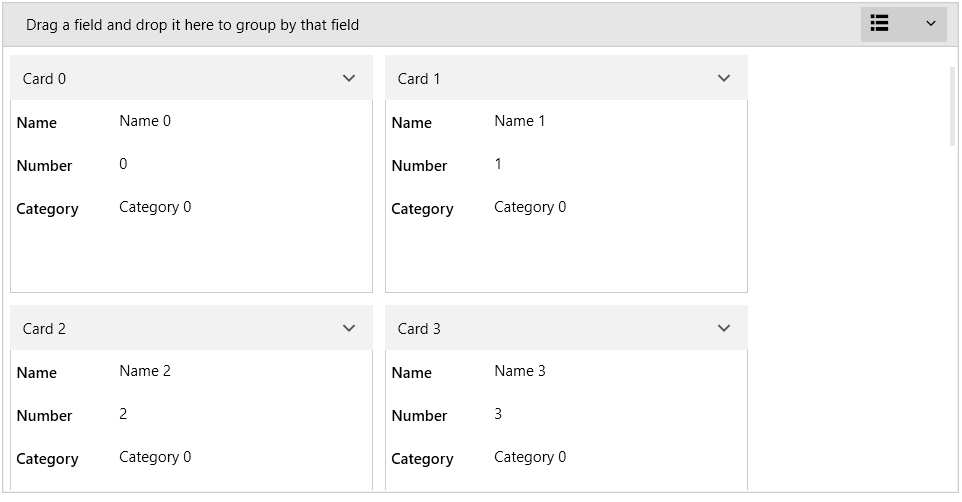 Drag a field and drop it here to group by that field
Card 0
Name Name 0
Number 0
Category Category 0
Card 1
Name Name 1
Number 1
Category Category 0
Card 2
Name Name 2
Number 2
Category Category 0
Card 3
Name Name 3
Number 3
Category Category 0